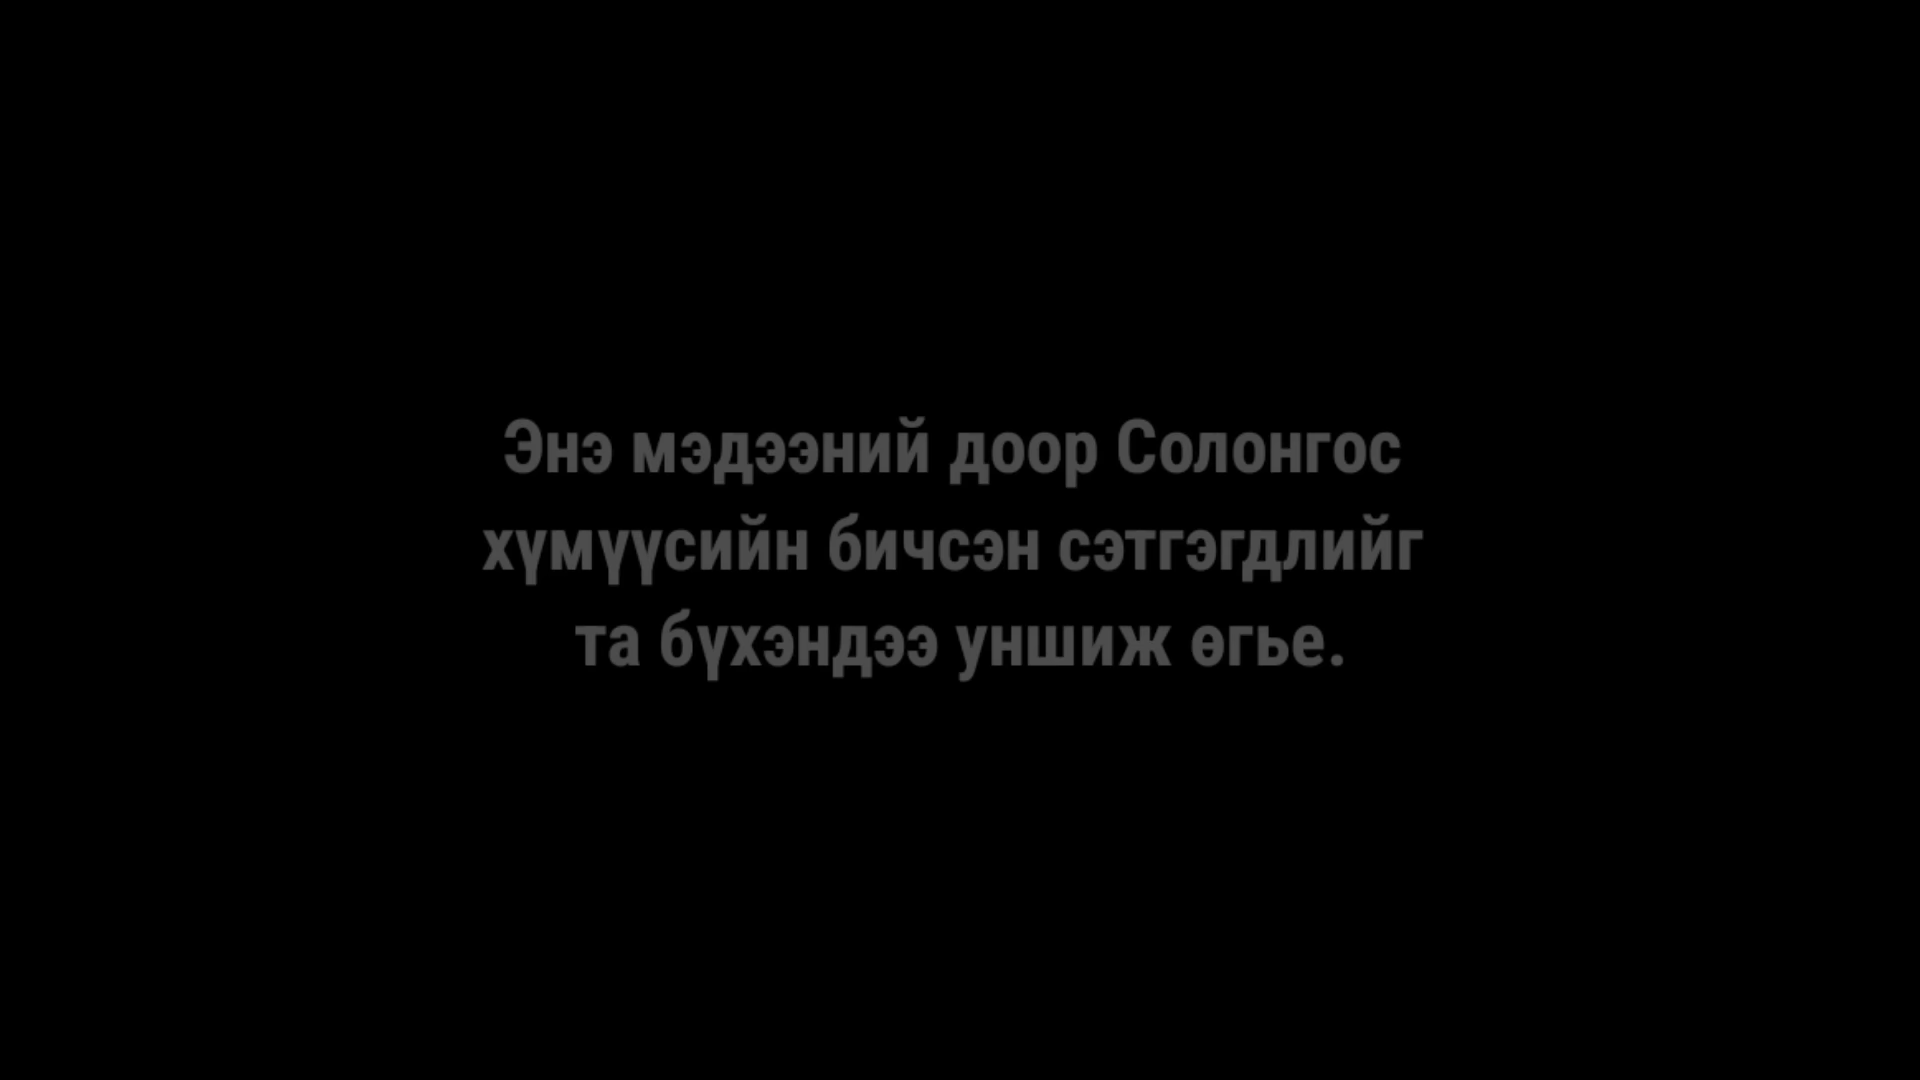 Энэ мэдээний доор Солонгос
хүмүүсийн бичсэн сэтгэгдлийг
та бүхэндээ уншиж өгье.